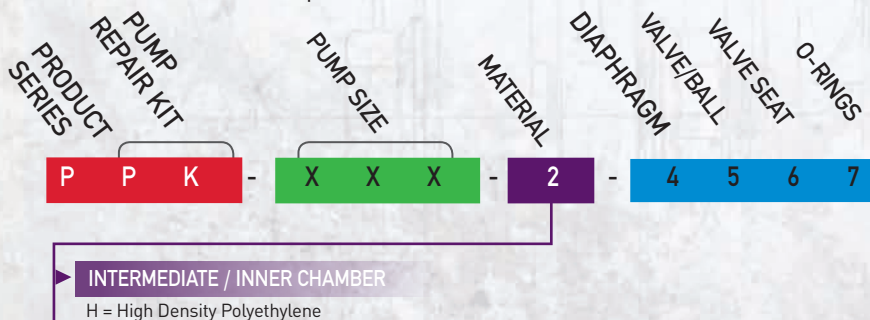 PRODUCT
SERIES
PUMP
REPAIR KIT
PUMP SIZE
MATERIAL
DIAPHRAGM
VALVE/BALL
VALVE SEAT
O-RINGS
P P K - X X X - 2 - 4 5 6 7
INTERMEDIATE / INNER CHAMBER
H = High Density Polyethylene